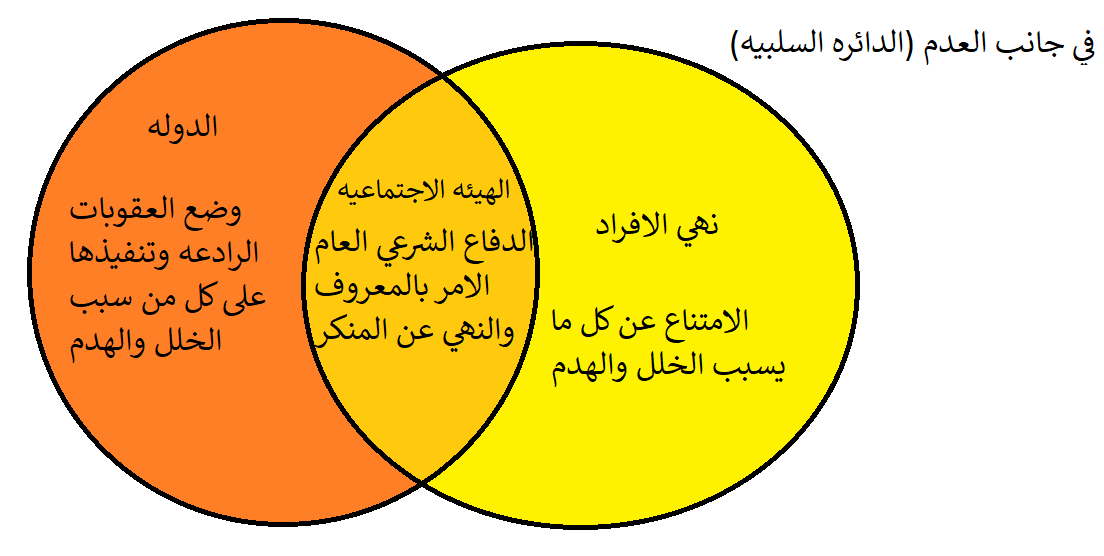 في جانب العدم (الدائره السلبيه)
نهي الافراد
الامتناع عن كل ما
يسبب الخلل والهدم
الهيئه الاجتماعيه
الدفاع الشرعي العام
الامر بالمعروف
والنهي عن المنكر
الدوله
وضع العقوبات
الرادعه وتنفيذها
على كل من سبب
الخلل والهدم